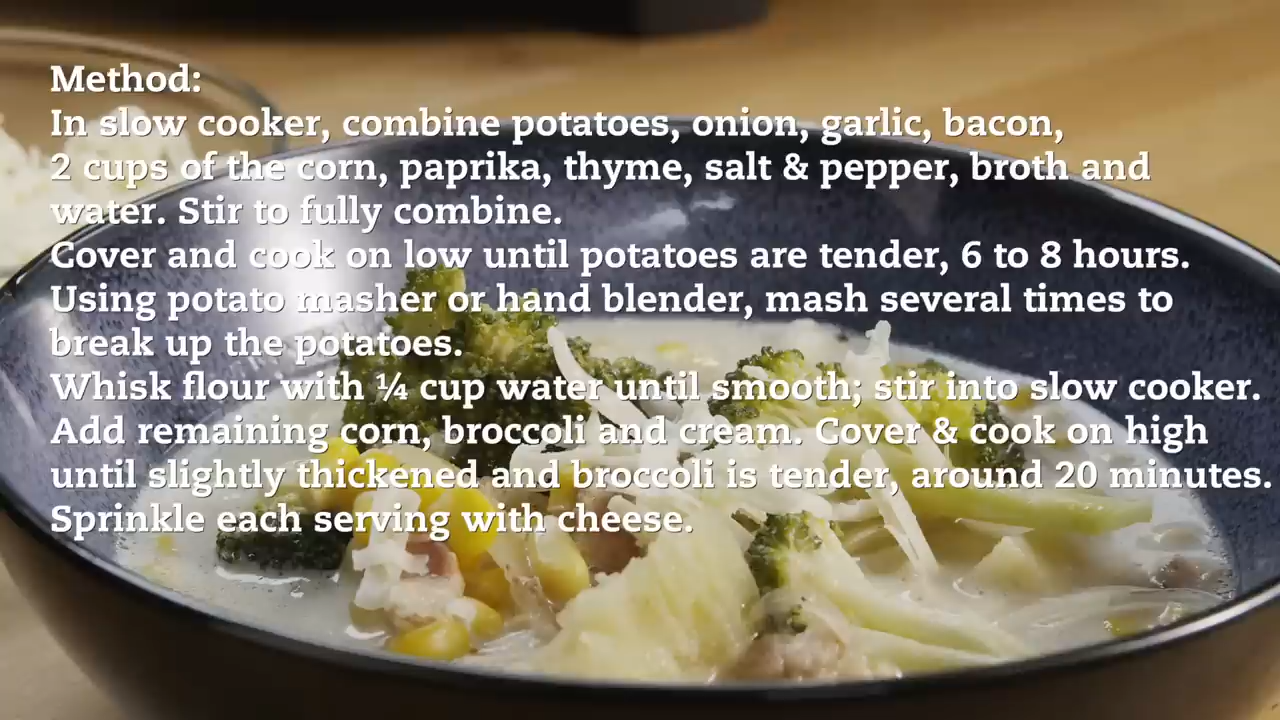 Method:
In slow cooker, combine potatoes, onion, garlic, bacon,
2 cups of the corn, paprika, thyme, salt & pepper, broth and
water. Stir to fully combine.
Cover and cook on low until potatoes are tender, 6 to 8 hours.
Using potato masher or hand blender, mash several times to
break up the potatoes.
Whisk flour with ¼ cup water until smooth; stir into slow cooker.
Add remaining corn, broccoli and cream. Cover & cook on high
until slightly thickened and broccoli is tender, around 20 minutes.
Sprinkle each serving with cheese.